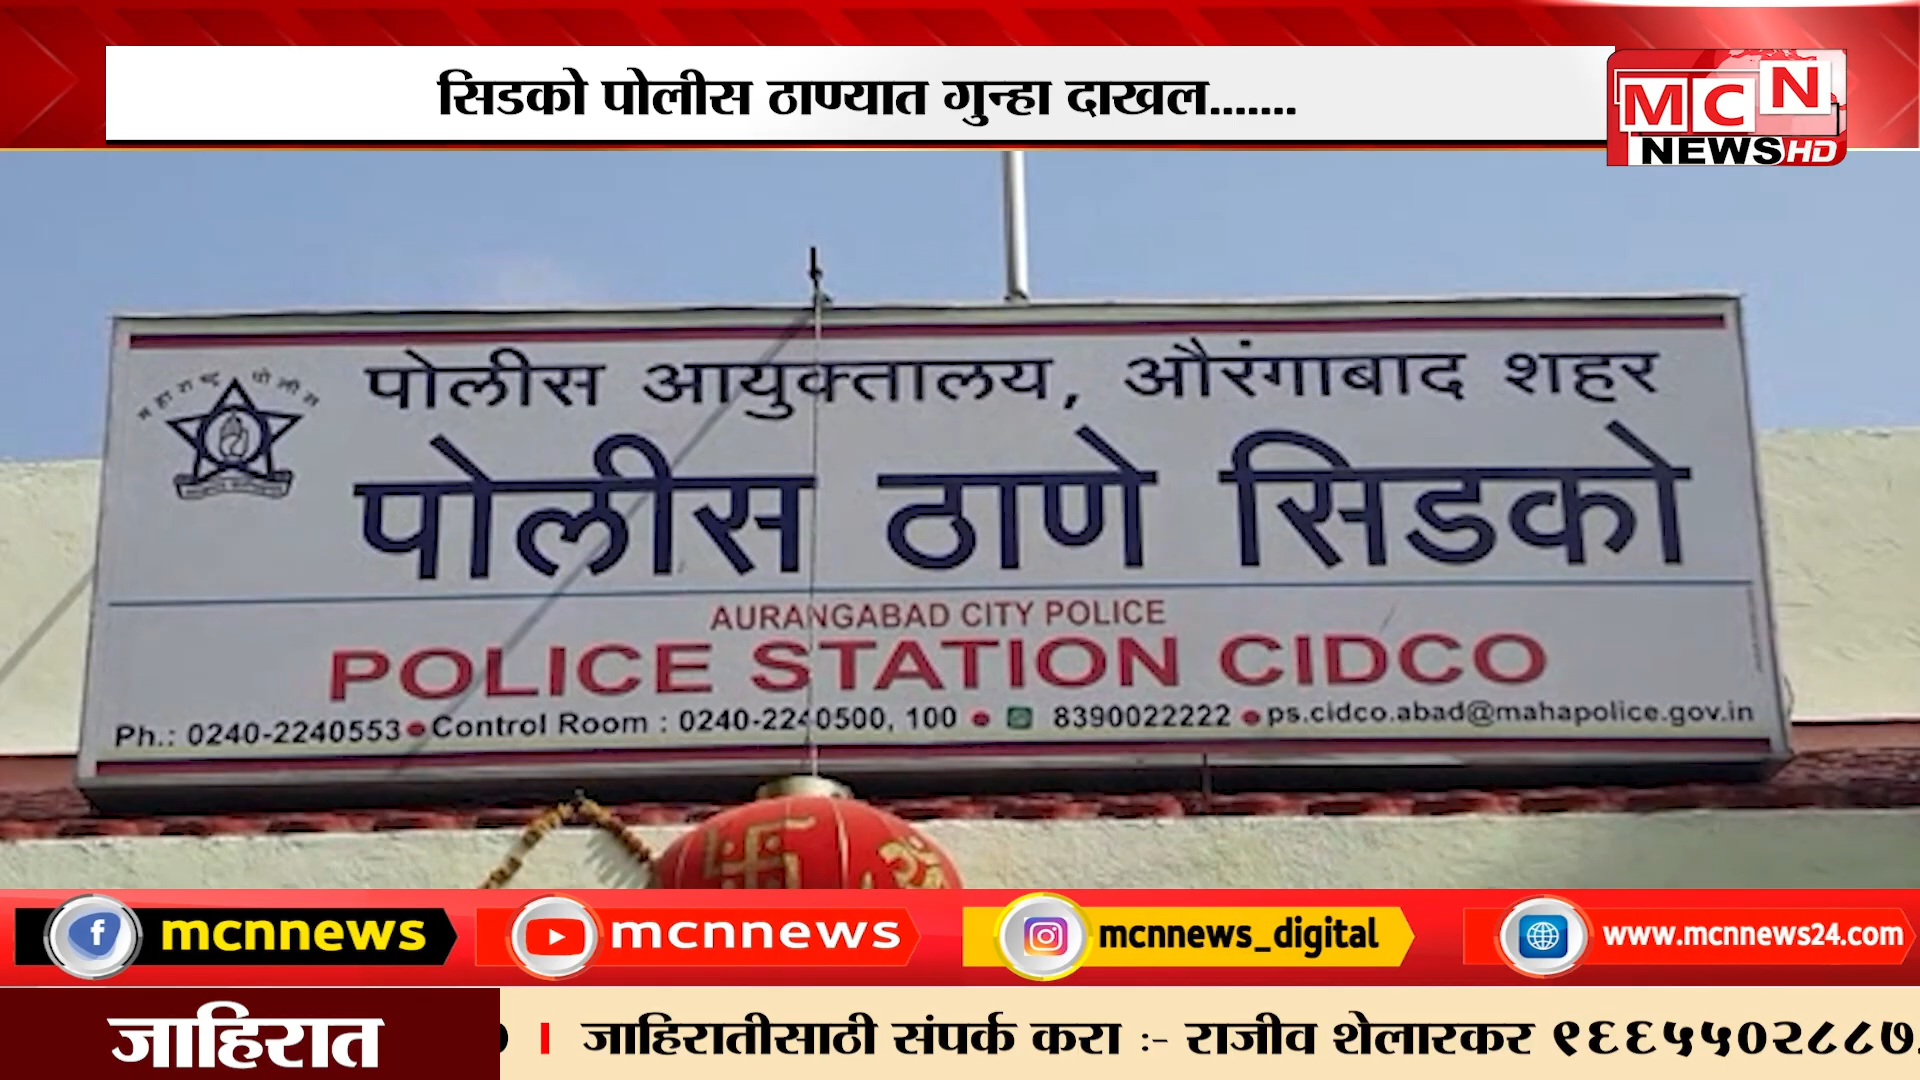 सिडको पोलीस ठाण्यात गुन्हा दाखल.......
MCN
NEWS HD
महाराष्ट्र पोलीस
पोलीस आयुक्तालय, औरंगाबाद शहर
पोलीस ठाणे सिडको
AURANGABAD CITY POLICE
POLICE STATION CIDCO
Ph.: 0240-2240553 ● Control Room : 0240-2240500, 100 ● 8390022222 ● ps.cidco.abad@mahapolice.gov.in
mcnnews mcnnews mcnnews_digital www.mcnnews24.com
जाहिरात । जाहिरातीसाठी संपर्क करा :- राजीव शेलारकर ९६६५५०२८८७